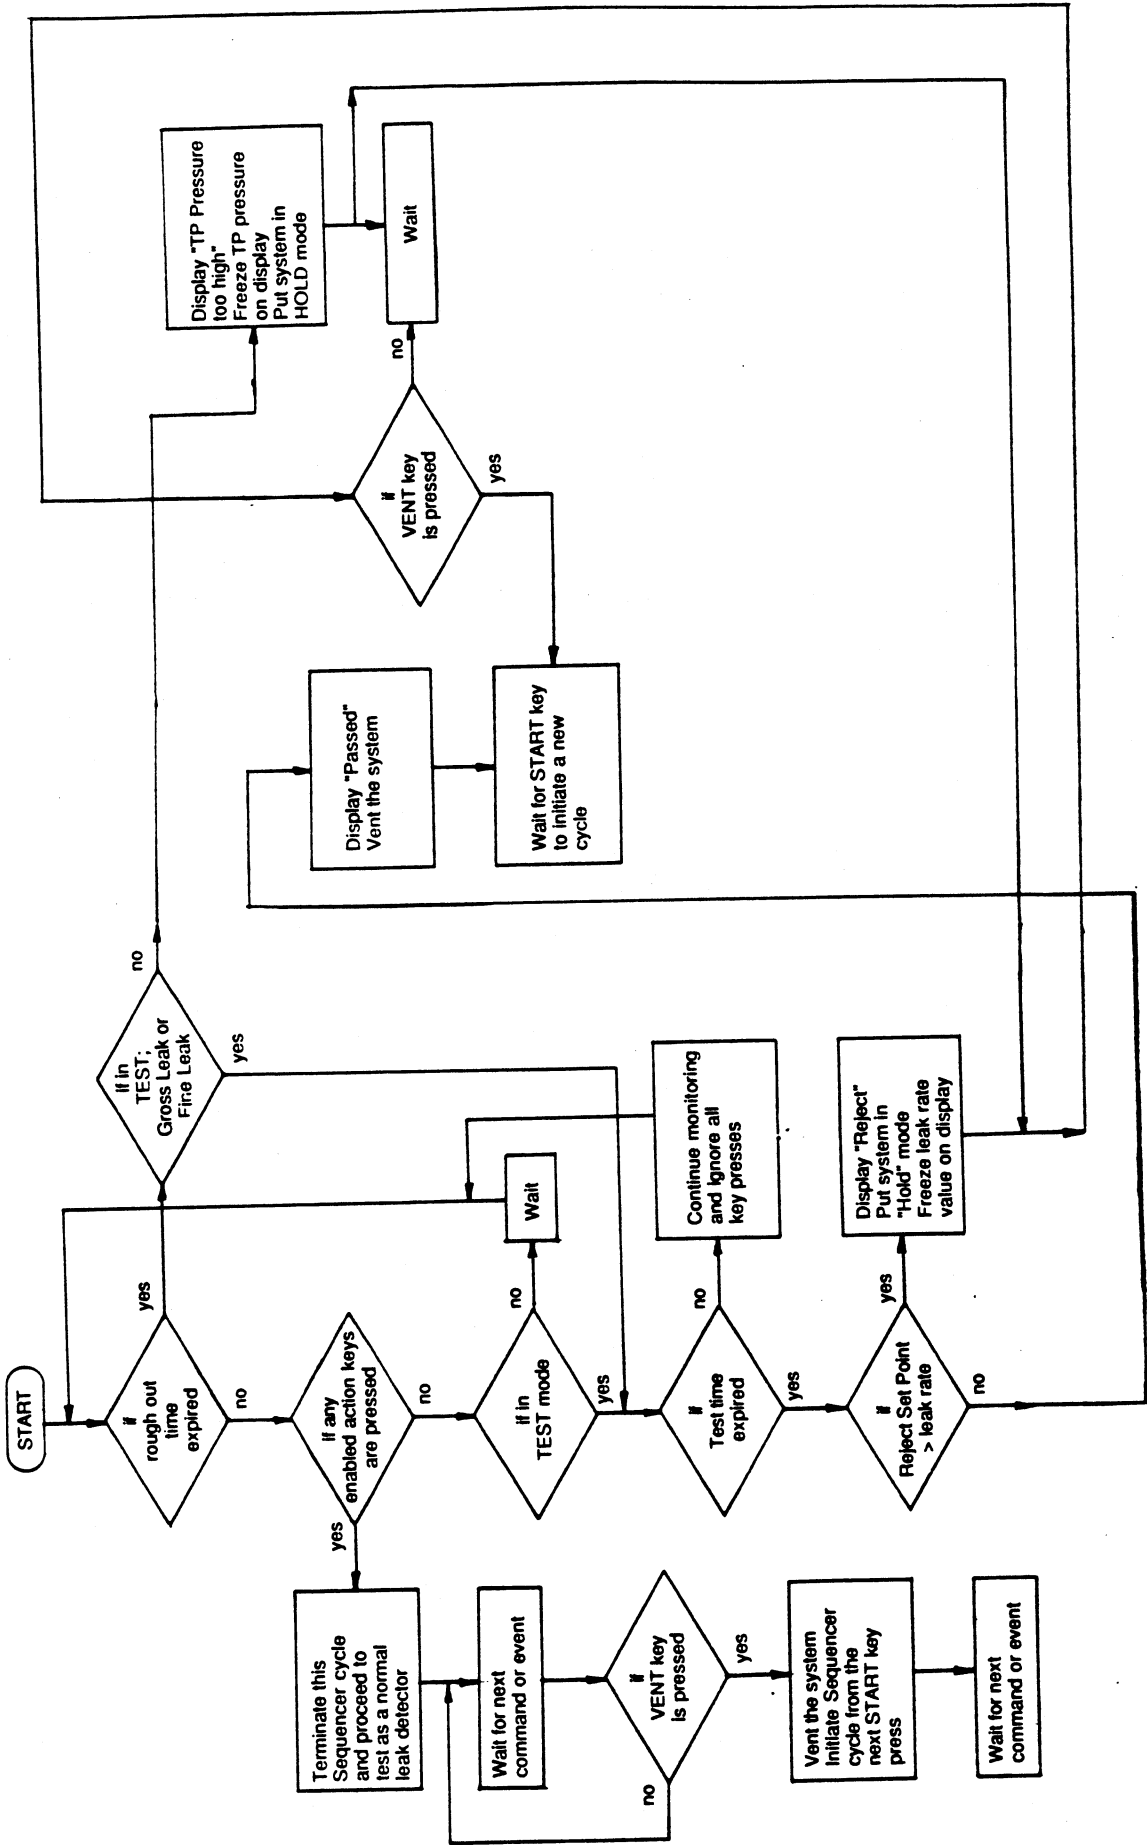 START
if
rough out
time
expired
yes
no
If in
TEST;
Gross Leak or
Fine Leak
no
yes
Display "TP Pressure
too high"
Freeze TP pressure
on display
Put system in
HOLD mode
Wait
If any
enabled action keys
are pressed
yes
no
Terminate this
Sequencer cycle
and proceed to
test as a normal
leak detector
Wait for next
command or event
if
VENT key
is pressed
no
yes
Vent the system
Initiate Sequencer
cycle from the
next START key
press
Wait for next
command or event
If in
TEST mode
no
yes
Wait
if
Test time
expired
no
yes
Continue monitoring
and ignore all
key presses
if
Reject Set Point
> leak rate
yes
no
Display "Reject"
Put system in
"Hold" mode
Freeze leak rate
value on display
Display "Passed"
Vent the system
Wait for START key
to initiate a new
cycle
if
VENT key
is pressed
no
yes